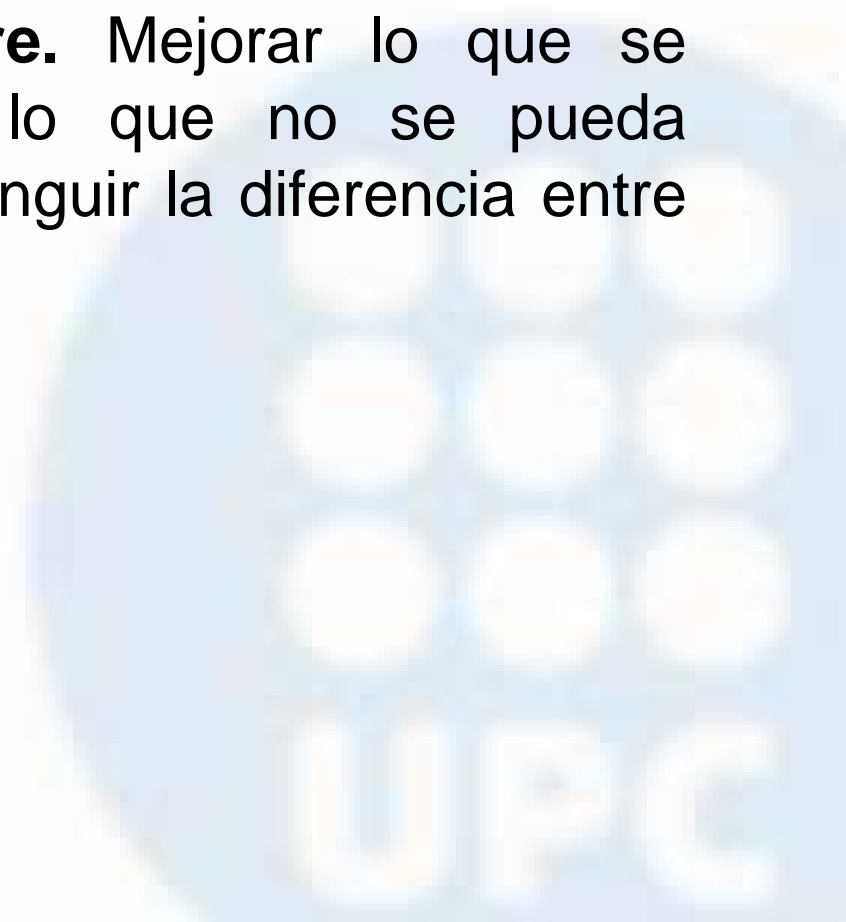 re. Mejorar lo que se
lo que no se pueda
nguir la diferencia entre
UPC